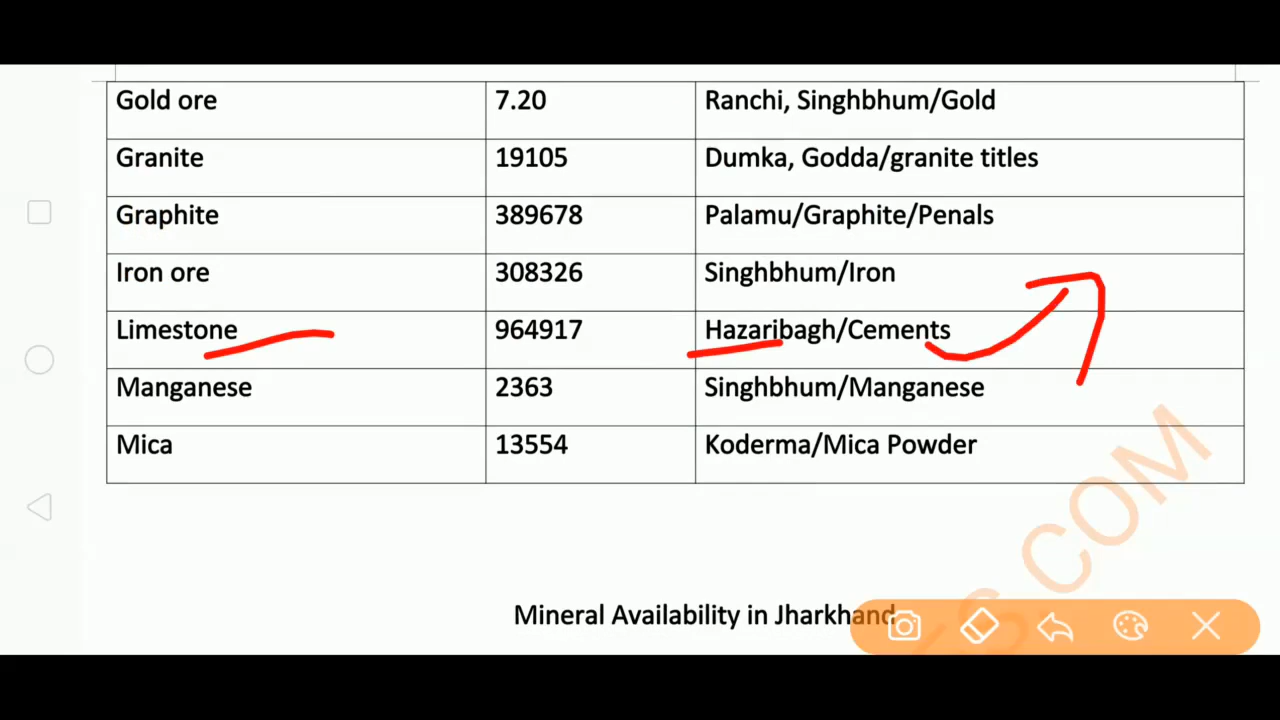 Gold ore 7.20 Ranchi, Singhbhum/Gold
Granite 19105 Dumka, Godda/granite titles
Graphite 389678 Palamu/Graphite/Penals
Iron ore 308326 Singhbhum/Iron
Limestone 964917 Hazaribagh/Cements
Manganese 2363 Singhbhum/Manganese
Mica 13554 Koderma/Mica Powder
Mineral Availability in Jharkhand
COM